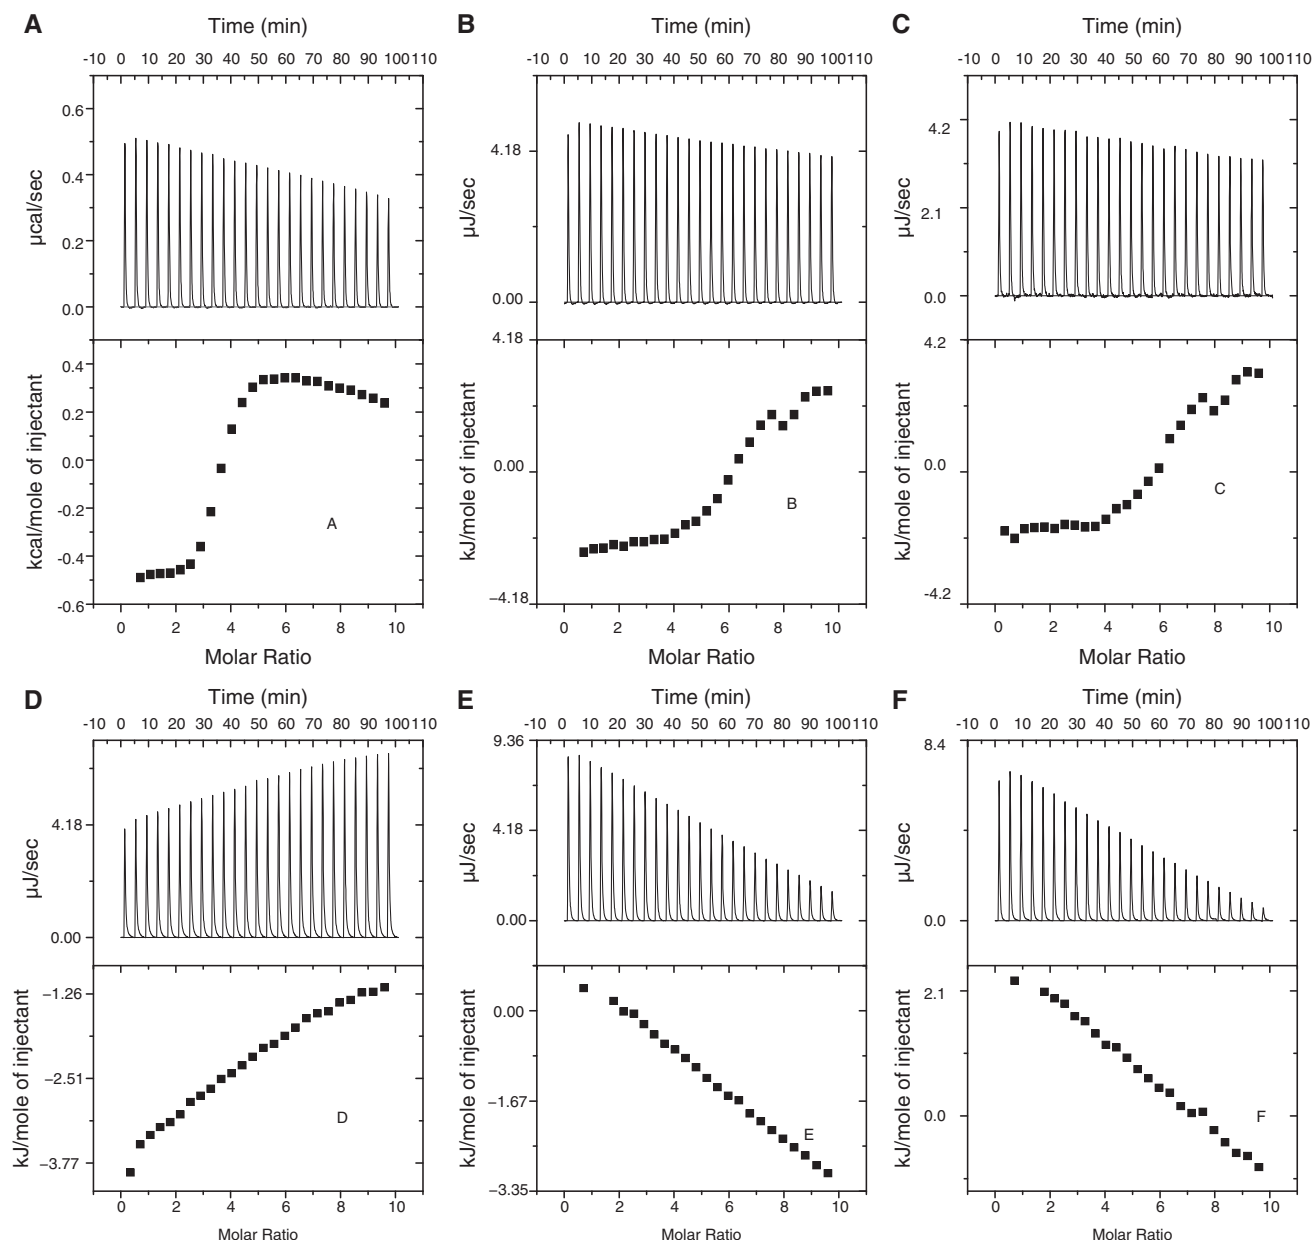 A
Time (min)
-10 0 10 20 30 40 50 60 70 80 90 100 110
0.6
0.4
0.2
0.0
µcal/sec
0.4
0.2
0.0
-0.2
-0.4
-0.6
kcal/mole of injectant
A
0 2 4 6 8 10
Molar Ratio
B
Time (min)
-10 0 10 20 30 40 50 60 70 80 90 100 110
4.18
0.00
µJ/sec
4.18
0.00
−4.18
kJ/mole of injectant
B
0 2 4 6 8 10
Molar Ratio
C
Time (min)
-10 0 10 20 30 40 50 60 70 80 90 100 110
4.2
2.1
0.0
µJ/sec
4.2
0.0
-4.2
kJ/mole of injectant
C
0 2 4 6 8 10
Molar Ratio
D
Time (min)
-10 0 10 20 30 40 50 60 70 80 90 100 110
4.18
0.00
µJ/sec
−1.26
−2.51
−3.77
kJ/mole of injectant
D
0 2 4 6 8 10
Molar Ratio
E
Time (min)
-10 0 10 20 30 40 50 60 70 80 90 100 110
9.36
4.18
0.00
µJ/sec
0.00
−1.67
−3.35
kJ/mole of injectant
E
0 2 4 6 8 10
Molar Ratio
F
Time (min)
-10 0 10 20 30 40 50 60 70 80 90 100 110
8.4
0.0
µJ/sec
2.1
0.0
kJ/mole of injectant
F
0 2 4 6 8 10
Molar Ratio